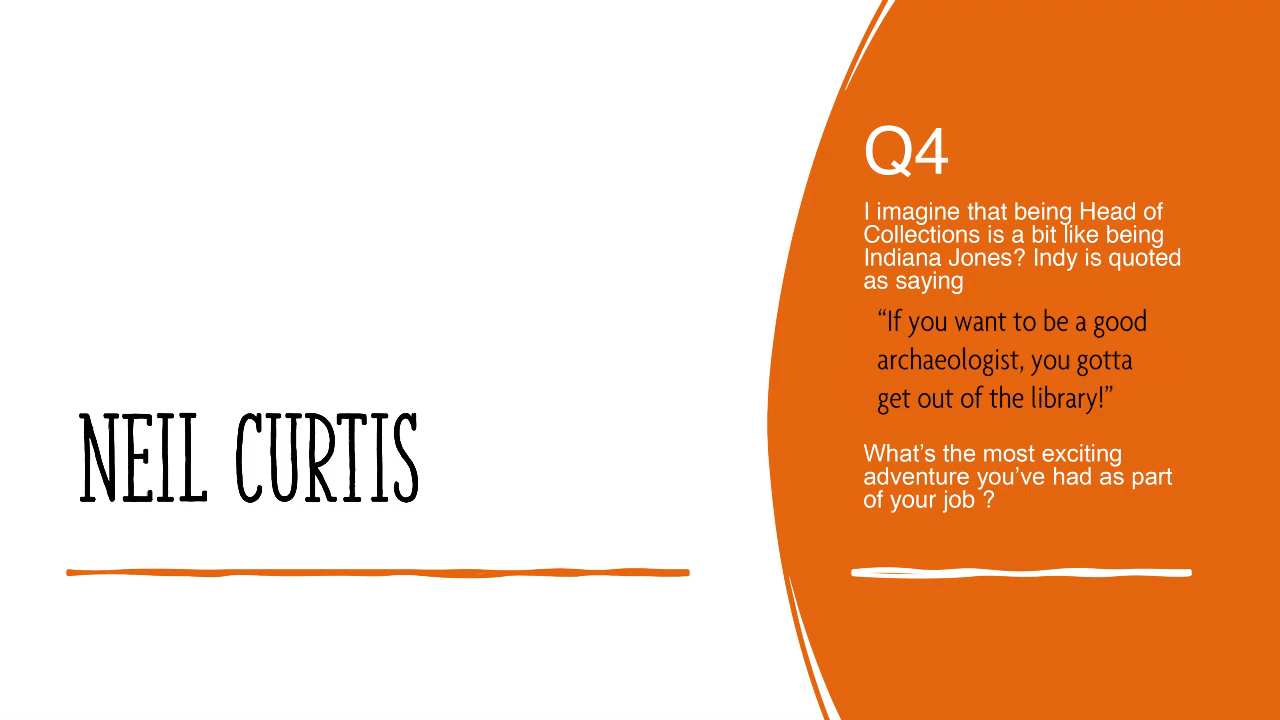 NEIL CURTIS
Q4
I imagine that being Head of
Collections is a bit like being
Indiana Jones? Indy is quoted
as saying
“If you want to be a good
archaeologist, you gotta
get out of the library!”
What’s the most exciting
adventure you’ve had as part
of your job ?